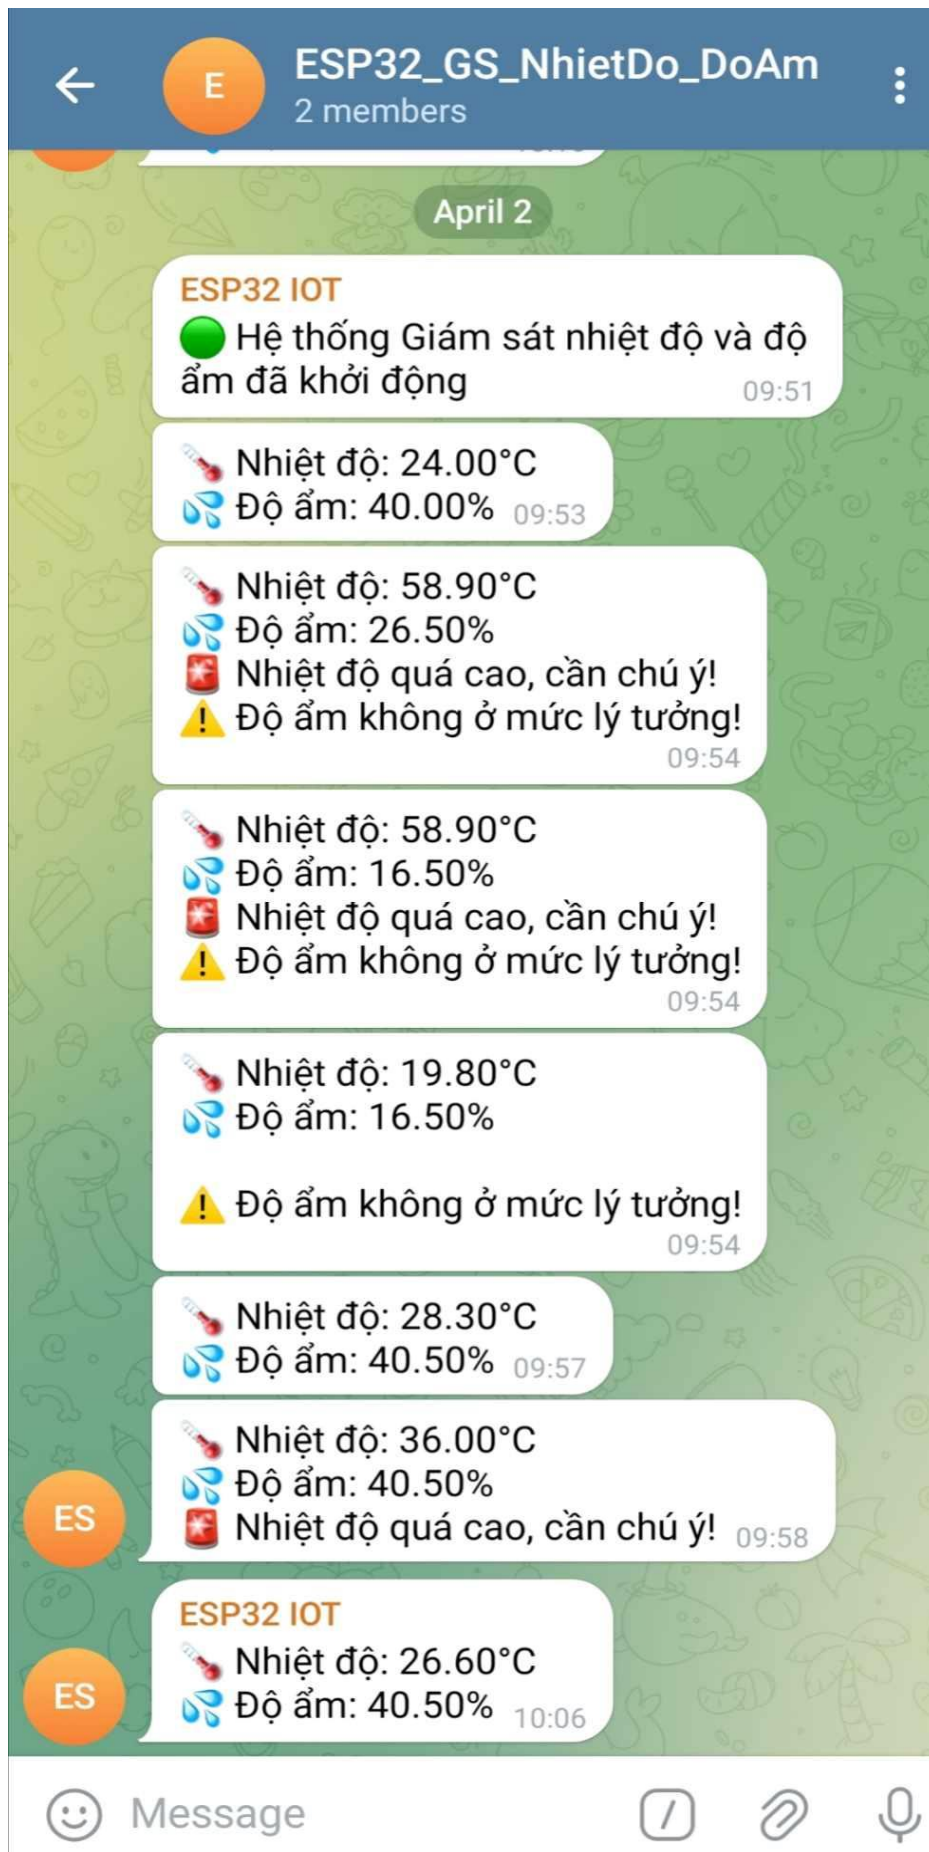 ESP32_GS_NhietDo_DoAm
E
2 members
April 2
ESP32 IOT
Hệ thống Giám sát nhiệt độ và độ
ẩm đã khởi động
09:51
Nhiệt độ: 24.00°C
Độ ẩm: 40.00% 09:53
Nhiệt độ: 58.90°C
Độ ẩm: 26.50%
Nhiệt độ quá cao, cần chú ý!
Độ ẩm không ở mức lý tưởng!
09:54
Nhiệt độ: 58.90°C
Độ ẩm: 16.50%
Nhiệt độ quá cao, cần chú ý!
Độ ẩm không ở mức lý tưởng!
09:54
Nhiệt độ: 19.80°C
Độ ẩm: 16.50%
Độ ẩm không ở mức lý tưởng!
09:54
Nhiệt độ: 28.30°C
Độ ẩm: 40.50% 09:57
Nhiệt độ: 36.00°C
Độ ẩm: 40.50%
Nhiệt độ quá cao, cần chú ý! 09:58
ES
ESP32 IOT
Nhiệt độ: 26.60°C
Độ ẩm: 40.50% 10:06
ES
Message